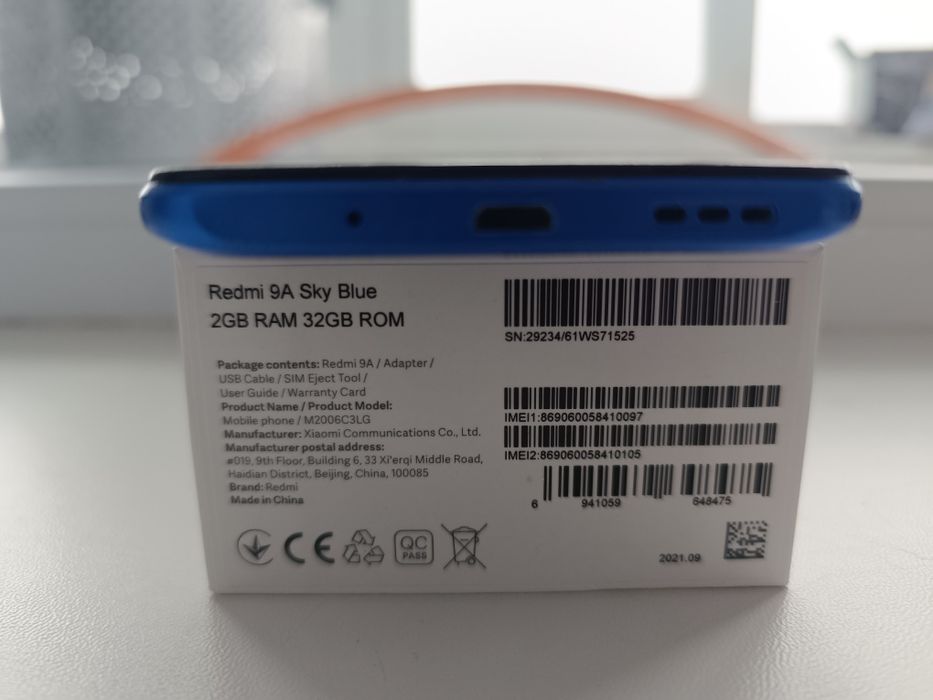 Redmi 9A Sky Blue
2GB RAM 32GB ROM
Package contents: Redmi 9A / Adapter /
USB Cable / SIM Eject Tool /
User Guide / Warranty Card
Product Name / Product Model:
Mobile phone / M2006C3LG
Manufacturer: Xiaomi Communications Co., Ltd.
Manufacturer postal address:
#019, 9th Floor, Building 6, 33 Xi'erqi Middle Road,
Haidian District, Beijing, China, 100085
Brand: Redmi
Made in China
CE
QC
PASS
SN:29234/61WS71525
IMEI1:869060058410097
IMEI2:869060058410105
6 941059 648475
2021.09